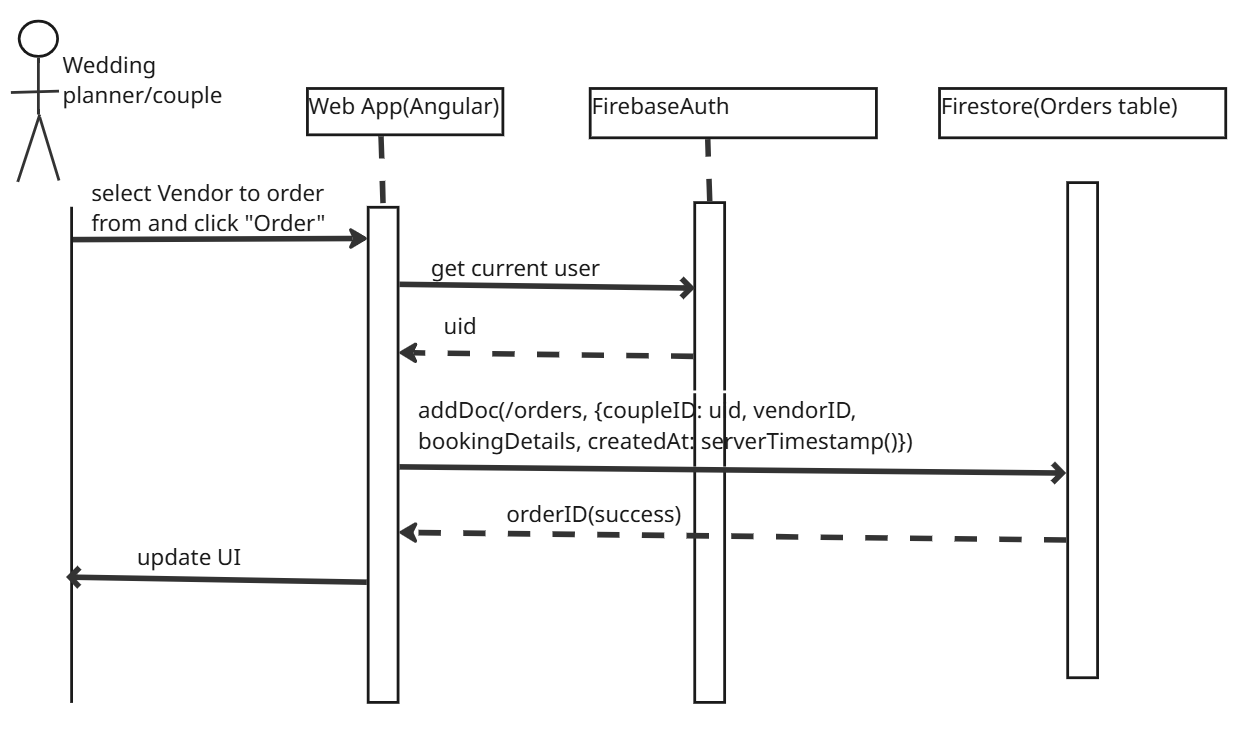 Wedding
planner/couple
Web App(Angular)
FirebaseAuth
Firestore(Orders table)
select Vendor to order
from and click "Order"
get current user
uid
addDoc(/orders, {coupleID: uid, vendorID,
bookingDetails, createdAt: serverTimestamp()})
orderID(success)
update UI